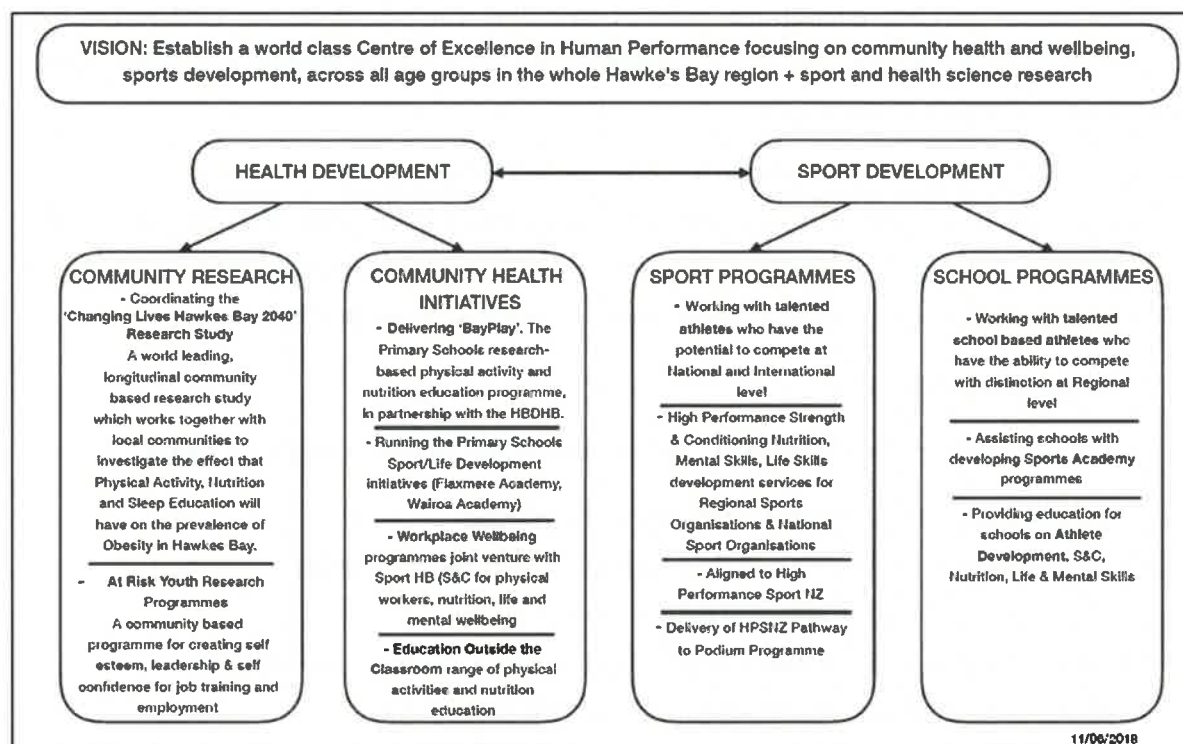 VISION: Establish a world class Centre of Excellence in Human Performance focusing on community health and wellbeing,
sports development, across all age groups in the whole Hawke's Bay region + sport and health science research
HEALTH DEVELOPMENT
SPORT DEVELOPMENT
COMMUNITY RESEARCH
- Coordinating the
'Changing Lives Hawkes Bay 2040'
Research Study
A world leading,
longitudinal community
based research study
which works together with
local communities to
investigate the effect that
Physical Activity, Nutrition
and Sleep Education will
have on the prevalence of
Obesity in Hawkes Bay.
- At Risk Youth Research
Programmes
A community based
programme for creating self
esteem, leadership & self
confidence for job training and
employment
COMMUNITY HEALTH
INITIATIVES
- Delivering 'BayPlay'. The
Primary Schools research-
based physical activity and
nutrition education programme,
in partnership with the HBDHB.
- Running the Primary Schools
Sport/Life Development
initiatives (Flaxmere Academy,
Wairoa Academy)
- Workplace Wellbeing
programmes joint venture with
Sport HB (S&C for physical
workers, nutrition, life and
mental wellbeing
- Education Outside the
Classroom range of physical
activities and nutrition
education
SPORT PROGRAMMES
- Working with talented
athletes who have the
potential to compete at
National and International
level
- High Performance Strength
& Conditioning Nutrition,
Mental Skills, Life Skills
development services for
Regional Sports
Organisations & National
Sport Organisations
- Aligned to High
Performance Sport NZ
- Delivery of HPSNZ Pathway
to Podium Programme
SCHOOL PROGRAMMES
- Working with talented
school based athletes who
have the ability to compete
with distinction at Regional
level
- Assisting schools with
developing Sports Academy
programmes
- Providing education for
schools on Athlete
Development, S&C,
Nutrition, Life & Mental Skills
11/06/2018